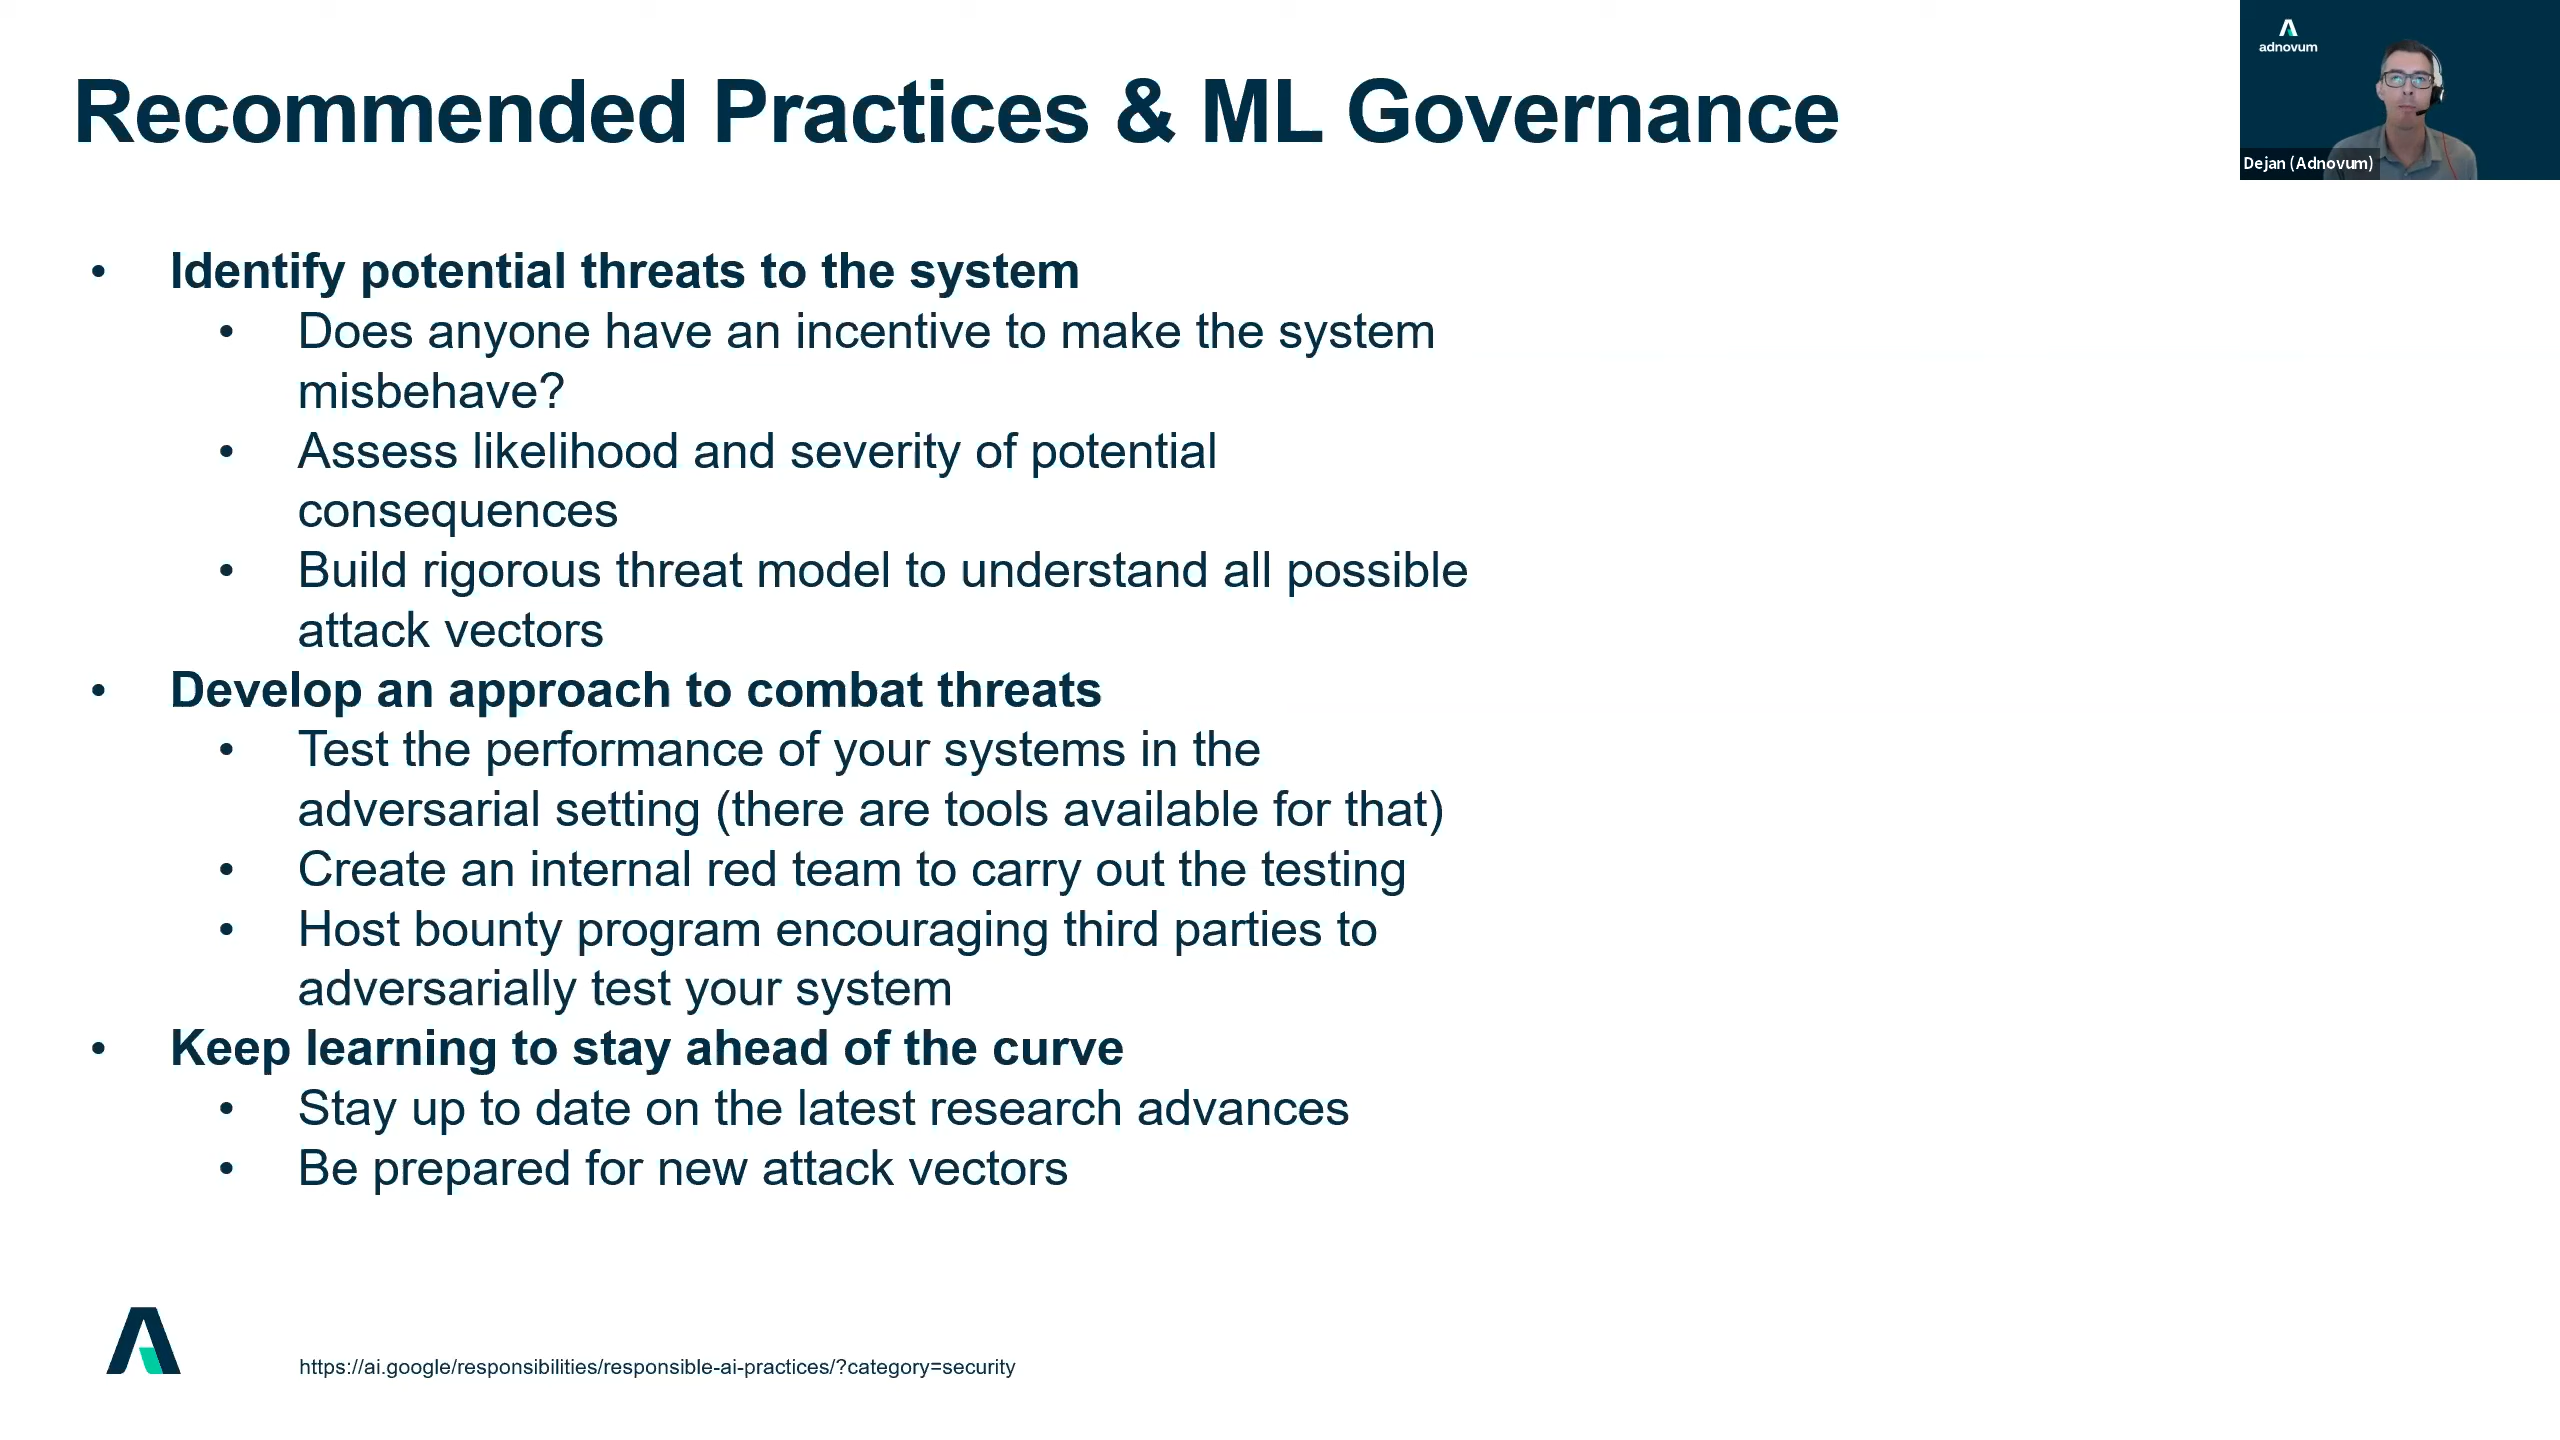 Recommended Practices & ML Governance
adnovum
Dejan (Adnovum)
• Identify potential threats to the system
• Does anyone have an incentive to make the system
misbehave?
• Assess likelihood and severity of potential
consequences
• Build rigorous threat model to understand all possible
attack vectors
• Develop an approach to combat threats
• Test the performance of your systems in the
adversarial setting (there are tools available for that)
• Create an internal red team to carry out the testing
• Host bounty program encouraging third parties to
adversarially test your system
• Keep learning to stay ahead of the curve
• Stay up to date on the latest research advances
• Be prepared for new attack vectors
https://ai.google/responsibilities/responsible-ai-practices/?category=security